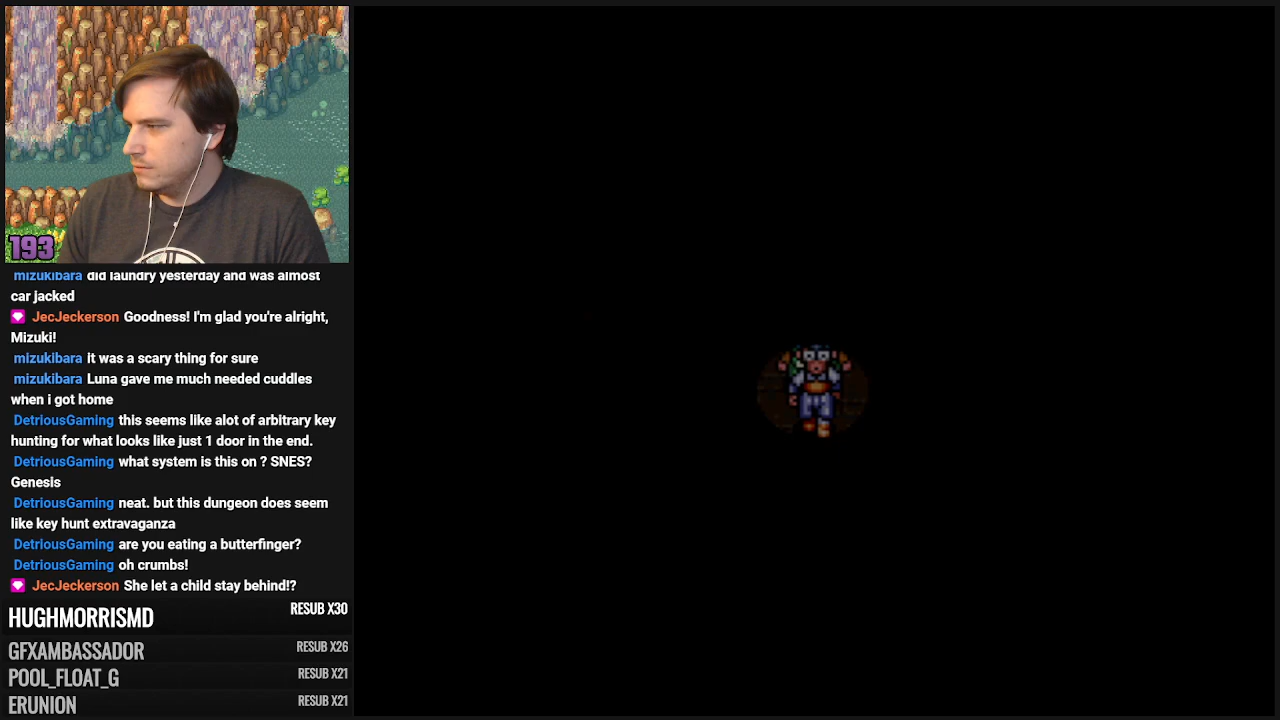 193
mizukibara did laundry yesterday and was almost
car jacked
JecJeckerson Goodness! I'm glad you're alright,
Mizuki!
mizukibara it was a scary thing for sure
mizukibara Luna gave me much needed cuddles
when i got home
DetriousGaming this seems like alot of arbitrary key
hunting for what looks like just 1 door in the end.
DetriousGaming what system is this on ? SNES?
Genesis
DetriousGaming neat. but this dungeon does seem
like key hunt extravaganza
DetriousGaming are you eating a butterfinger?
DetriousGaming oh crumbs!
JecJeckerson She let a child stay behind!?
HUGHMORRISMD RESUB X30
GFXAMBASSADOR RESUB X26
POOL_FLOAT_G RESUB X21
ERUNION RESUB X21